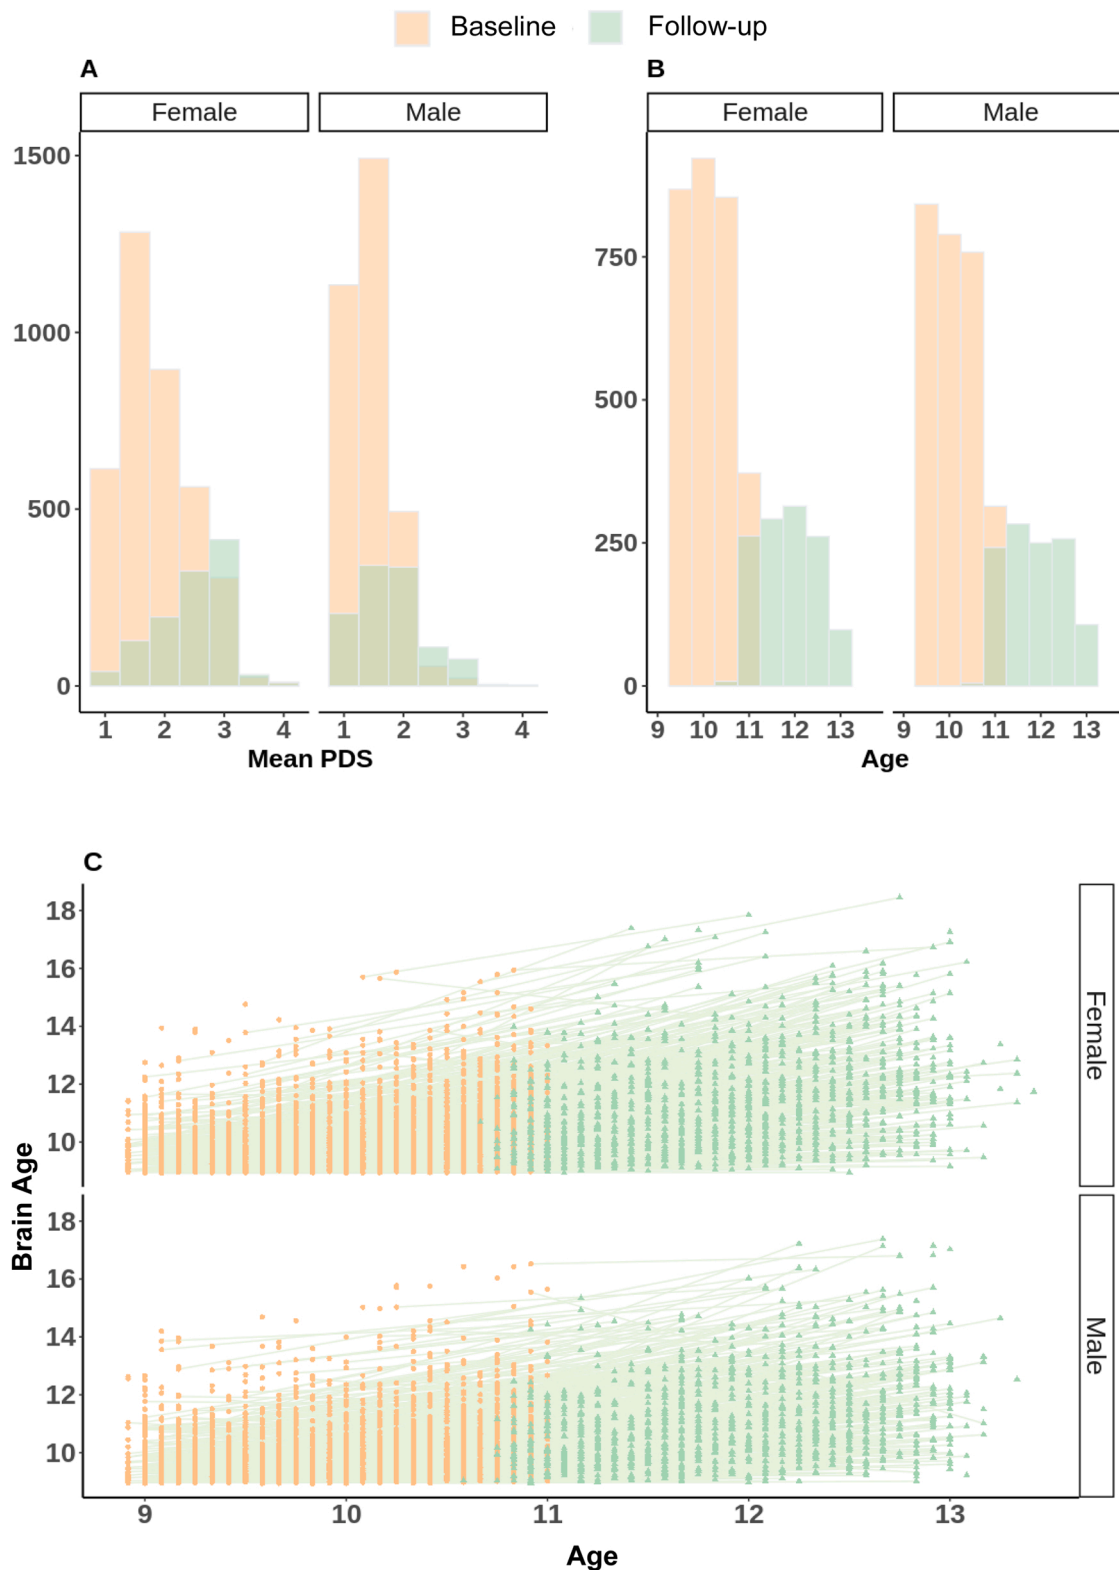 Baseline Follow-up
A B
Female Male Female Male
1500
1000
500
0
1 2 3 4 1 2 3 4
Mean PDS
750
500
250
0
9 10 11 12 13 9 10 11 12 13
Age
C
18
16
14
12
10
Female
18
16
14
12
10
Male
Brain Age
9 10 11 12 13
Age